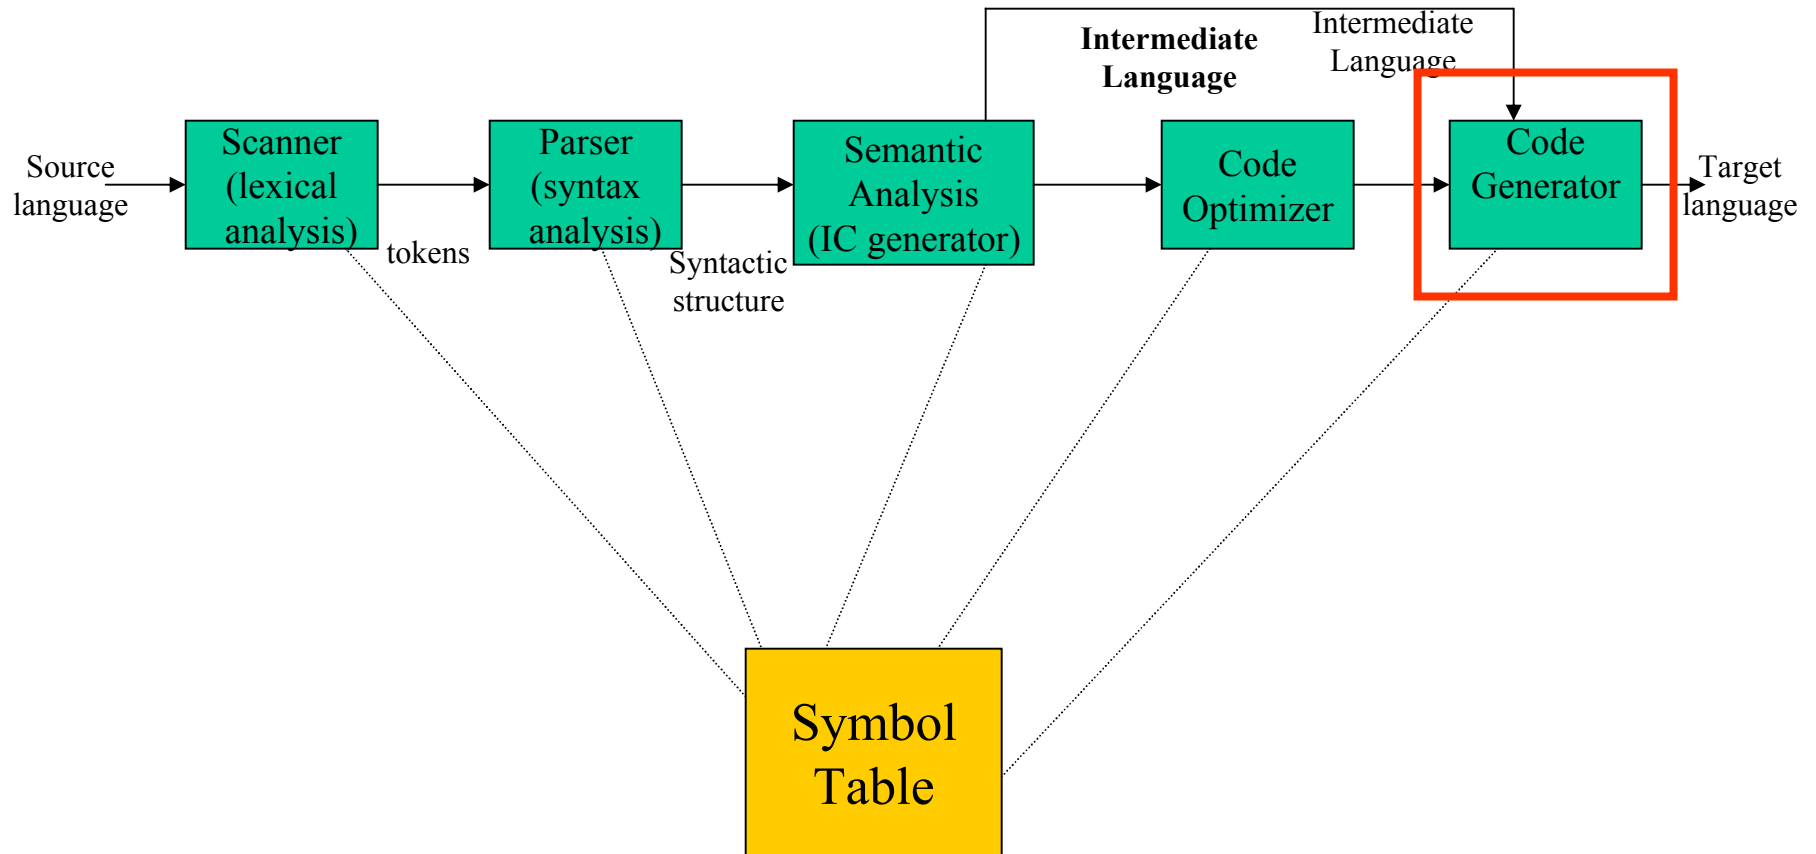 Source
language
Scanner
(lexical
analysis)
tokens
Parser
(syntax
analysis)
Syntactic
structure
Semantic
Analysis
(IC generator)
Intermediate
Language
Intermediate
Language
Code
Optimizer
Code
Generator
Target
language
Symbol
Table